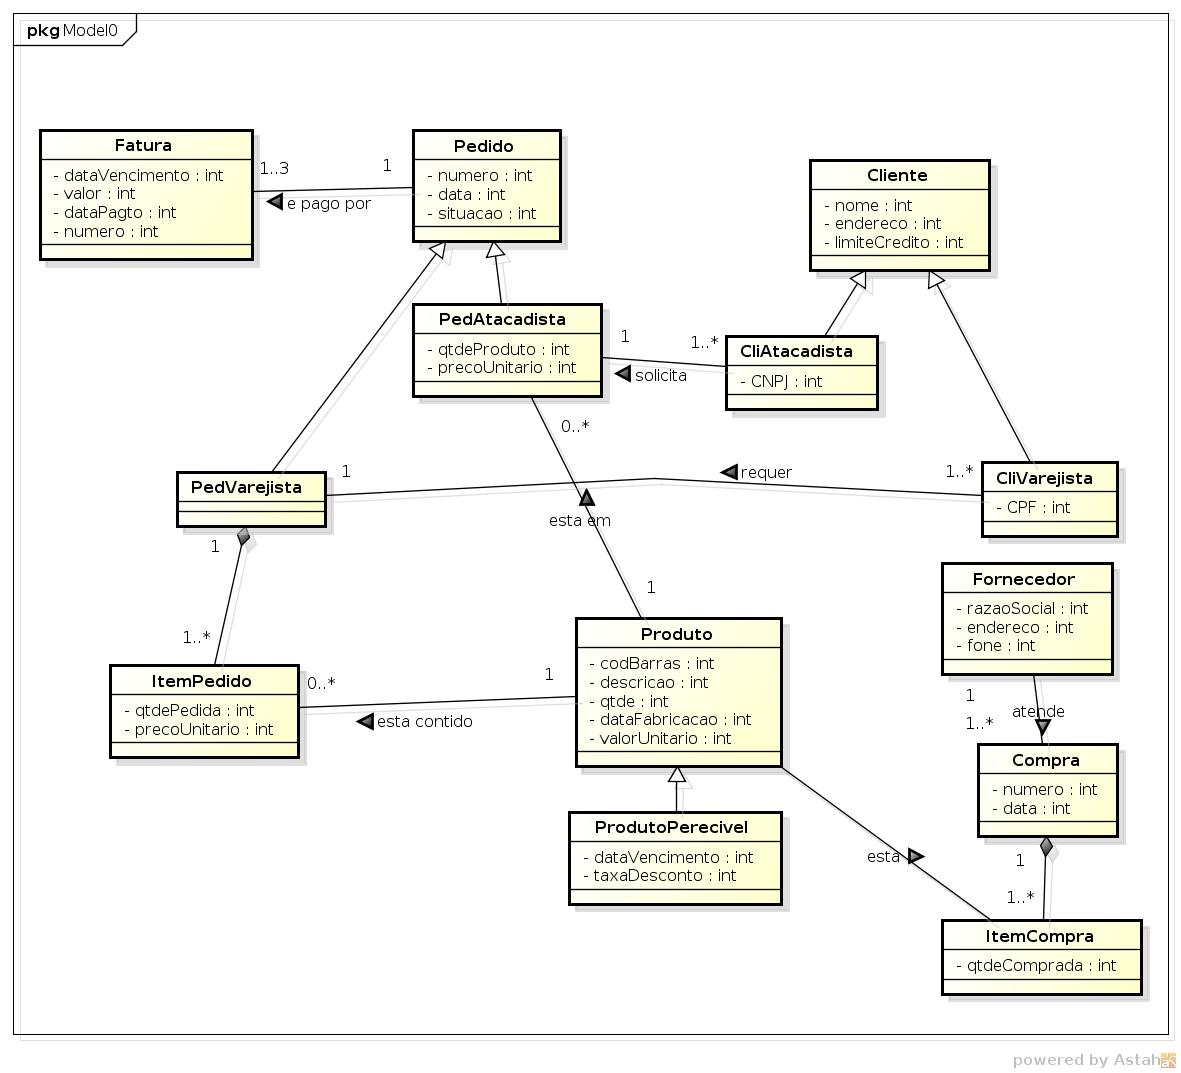 pkg Model0
Fatura
- dataVencimento : int
- valor : int
- dataPagto : int
- numero : int
1..3
1
e pago por
Pedido
- numero : int
- data : int
- situacao : int
Cliente
- nome : int
- endereco : int
- limiteCredito : int
PedAtacadista
- qtdeProduto : int
- precoUnitario : int
1
1..*
solicita
CliAtacadista
- CNPJ : int
0..*
PedVarejista
1
requer
1..*
CliVarejista
- CPF : int
esta em
1
1..*
1
Fornecedor
- razaoSocial : int
- endereco : int
- fone : int
Produto
- codBarras : int
- descricao : int
- qtde : int
- dataFabricacao : int
- valorUnitario : int
ItemPedido
- qtdePedida : int
- precoUnitario : int
0..*
1
esta contido
1
atende
1..*
Compra
- numero : int
- data : int
ProdutoPerecivel
- dataVencimento : int
- taxaDesconto : int
esta
1
1..*
ItemCompra
- qtdeComprada : int
powered by Astah